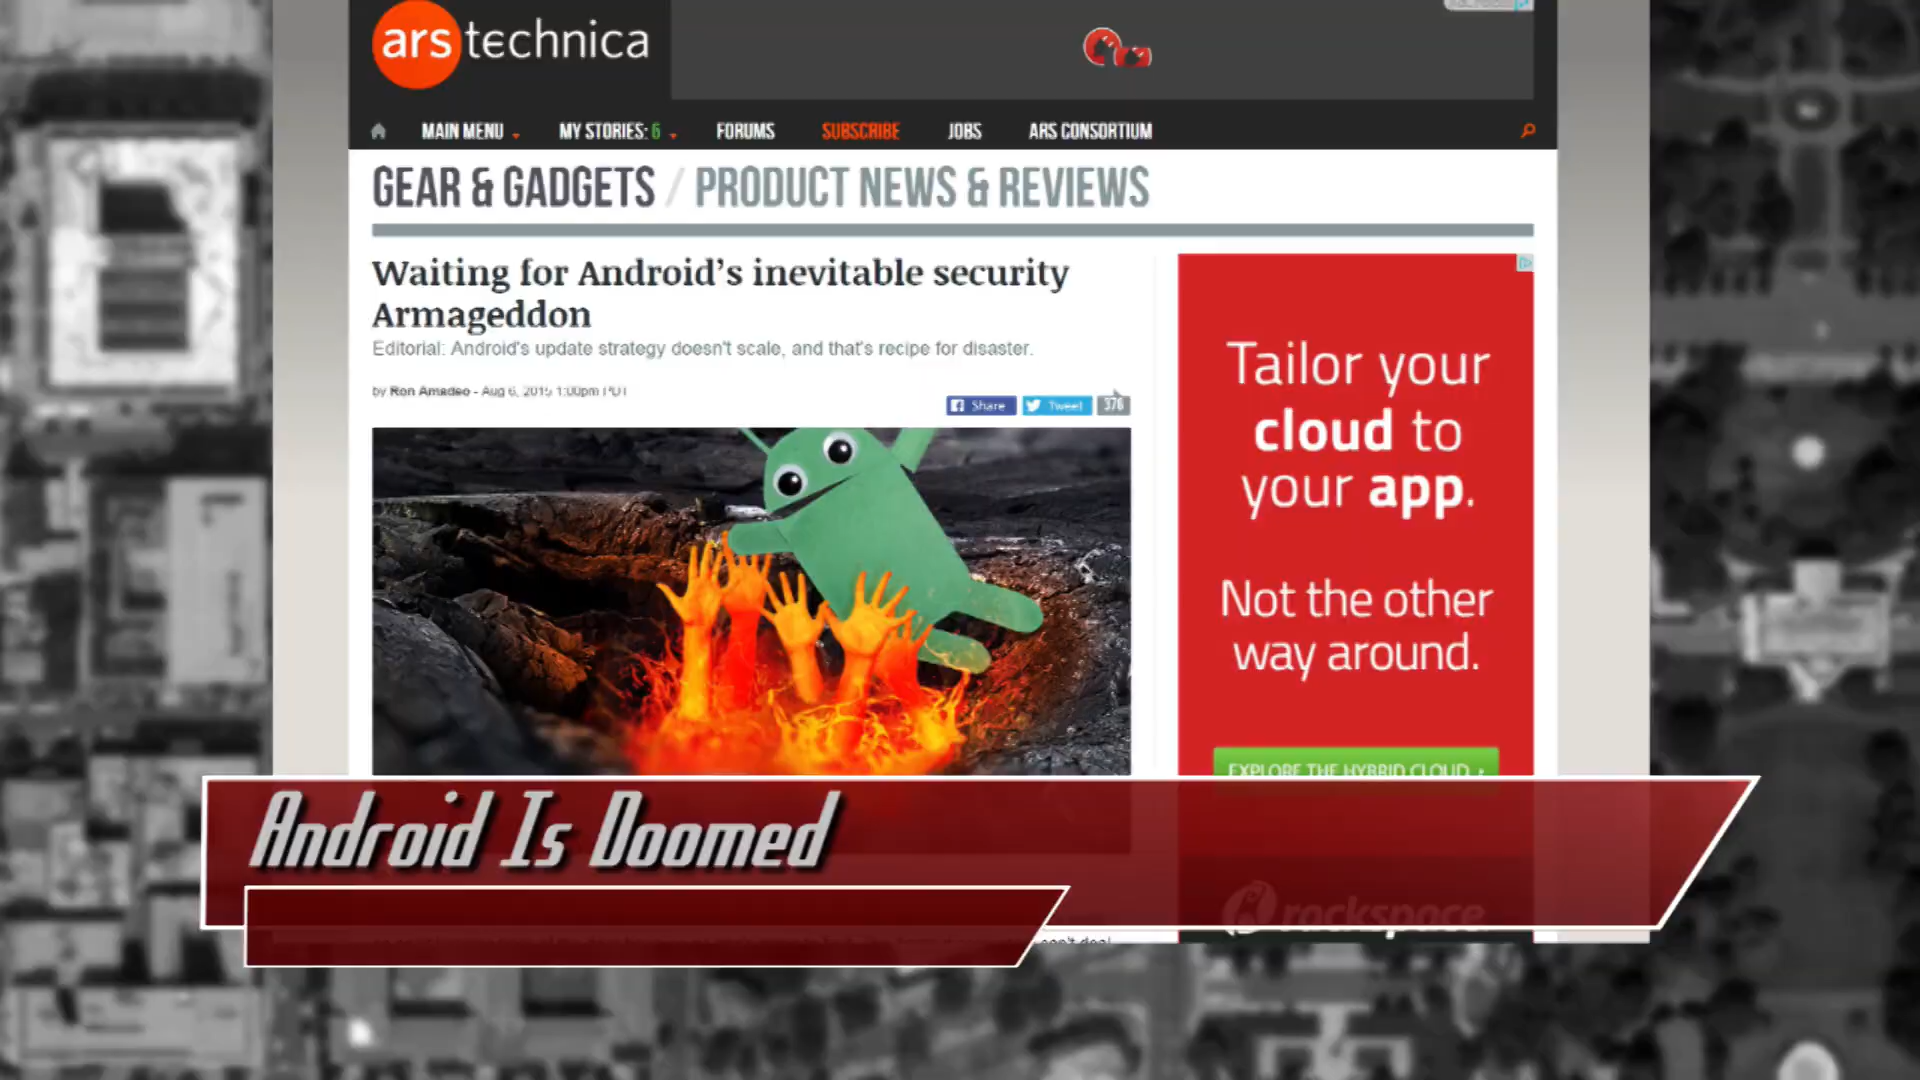 ars technica
MAIN MENU
MY STORIES: 6
FORUMS
SUBSCRIBE
JOBS
ARS CONSORTIUM
GEAR & GADGETS / PRODUCT NEWS & REVIEWS
Waiting for Android's inevitable security
Armageddon
Editorial: Android's update strategy doesn't scale, and that's recipe for disaster.
by Ron Amadeo - Aug 6, 2015 1:00pm PDT
Share
Tweet
376
Tailor your
cloud to
your app.
Not the other
way around.
EXPLORE THE HYBRID CLOUD
rackspace
Android Is Doomed
can't deal